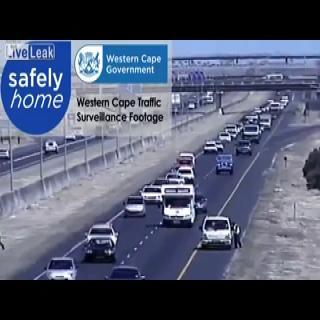 LiveLeak
safely
home
Western Cape
Government
Western Cape Traffic
Surveillance Footage